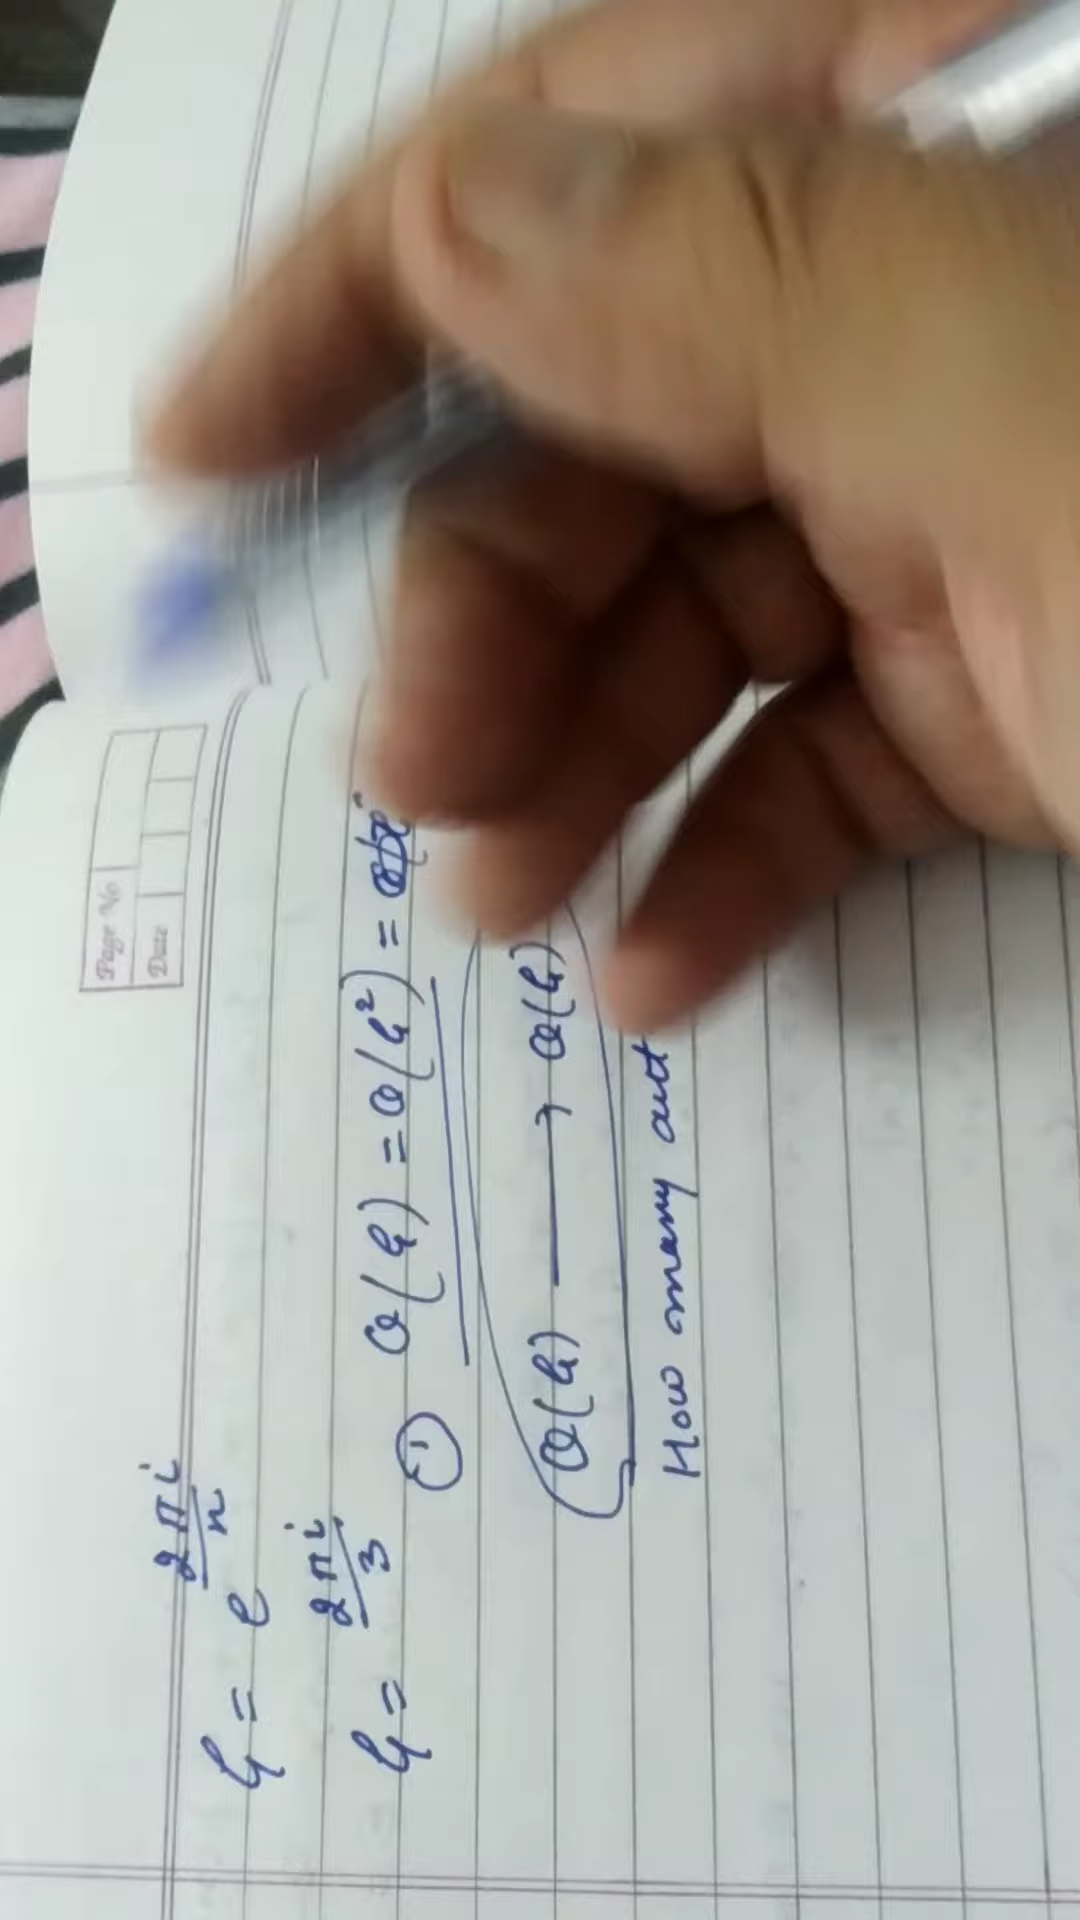 Page No
Date
ζ = e^(2πi/n)
ζ = 2πi/3
① Q(ζ) = Q(ζ²) =
Q(ζ) → Q(ζ)
How many aut